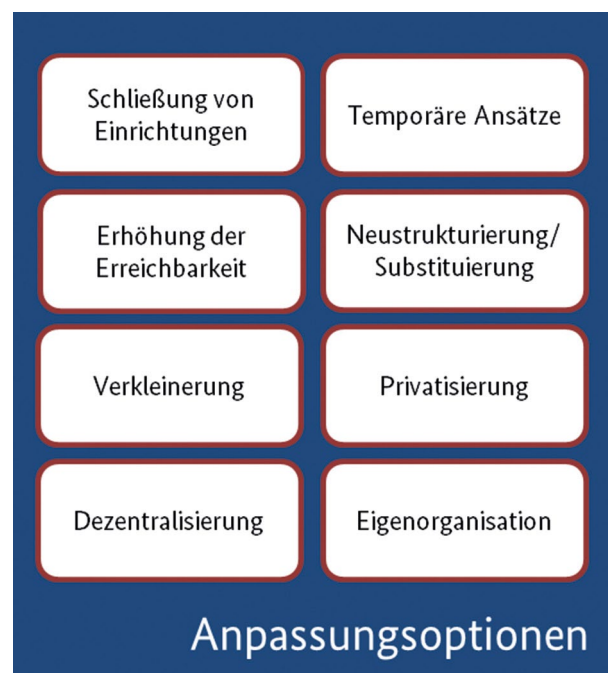 Schließung von
Einrichtungen
Temporäre Ansätze
Erhöhung der
Erreichbarkeit
Neustrukturierung/
Substituierung
Verkleinerung
Privatisierung
Dezentralisierung
Eigenorganisation
Anpassungsoptionen